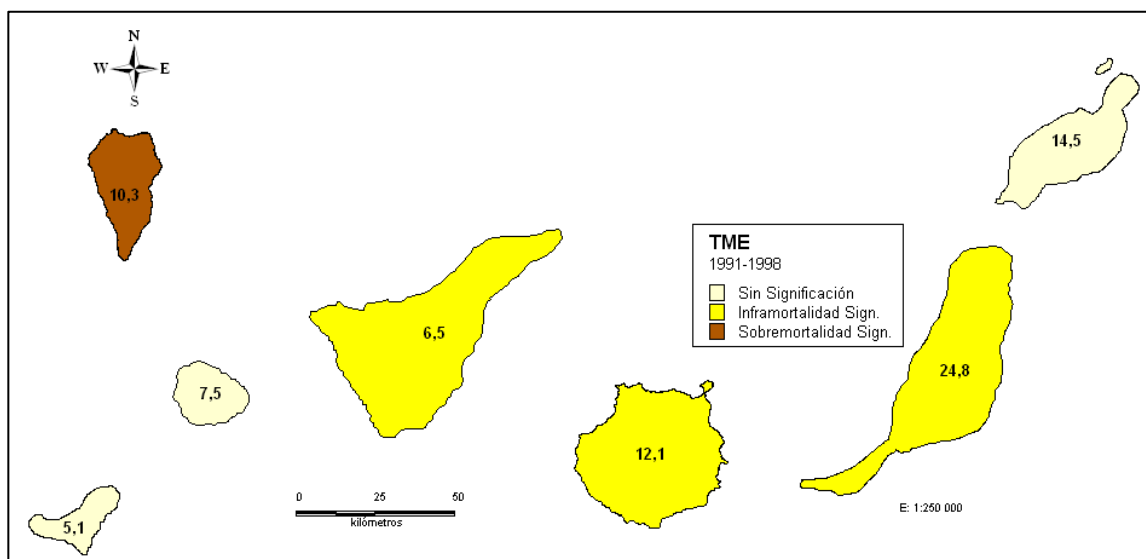 N
W E
S
14,5
10,3
TME
1991-1998
Sin Significación
Inframortalidad Sign.
Sobremortalidad Sign.
6,5
24,8
7,5
12,1
0 25 50
kilómetros
E: 1:250 000
5,1